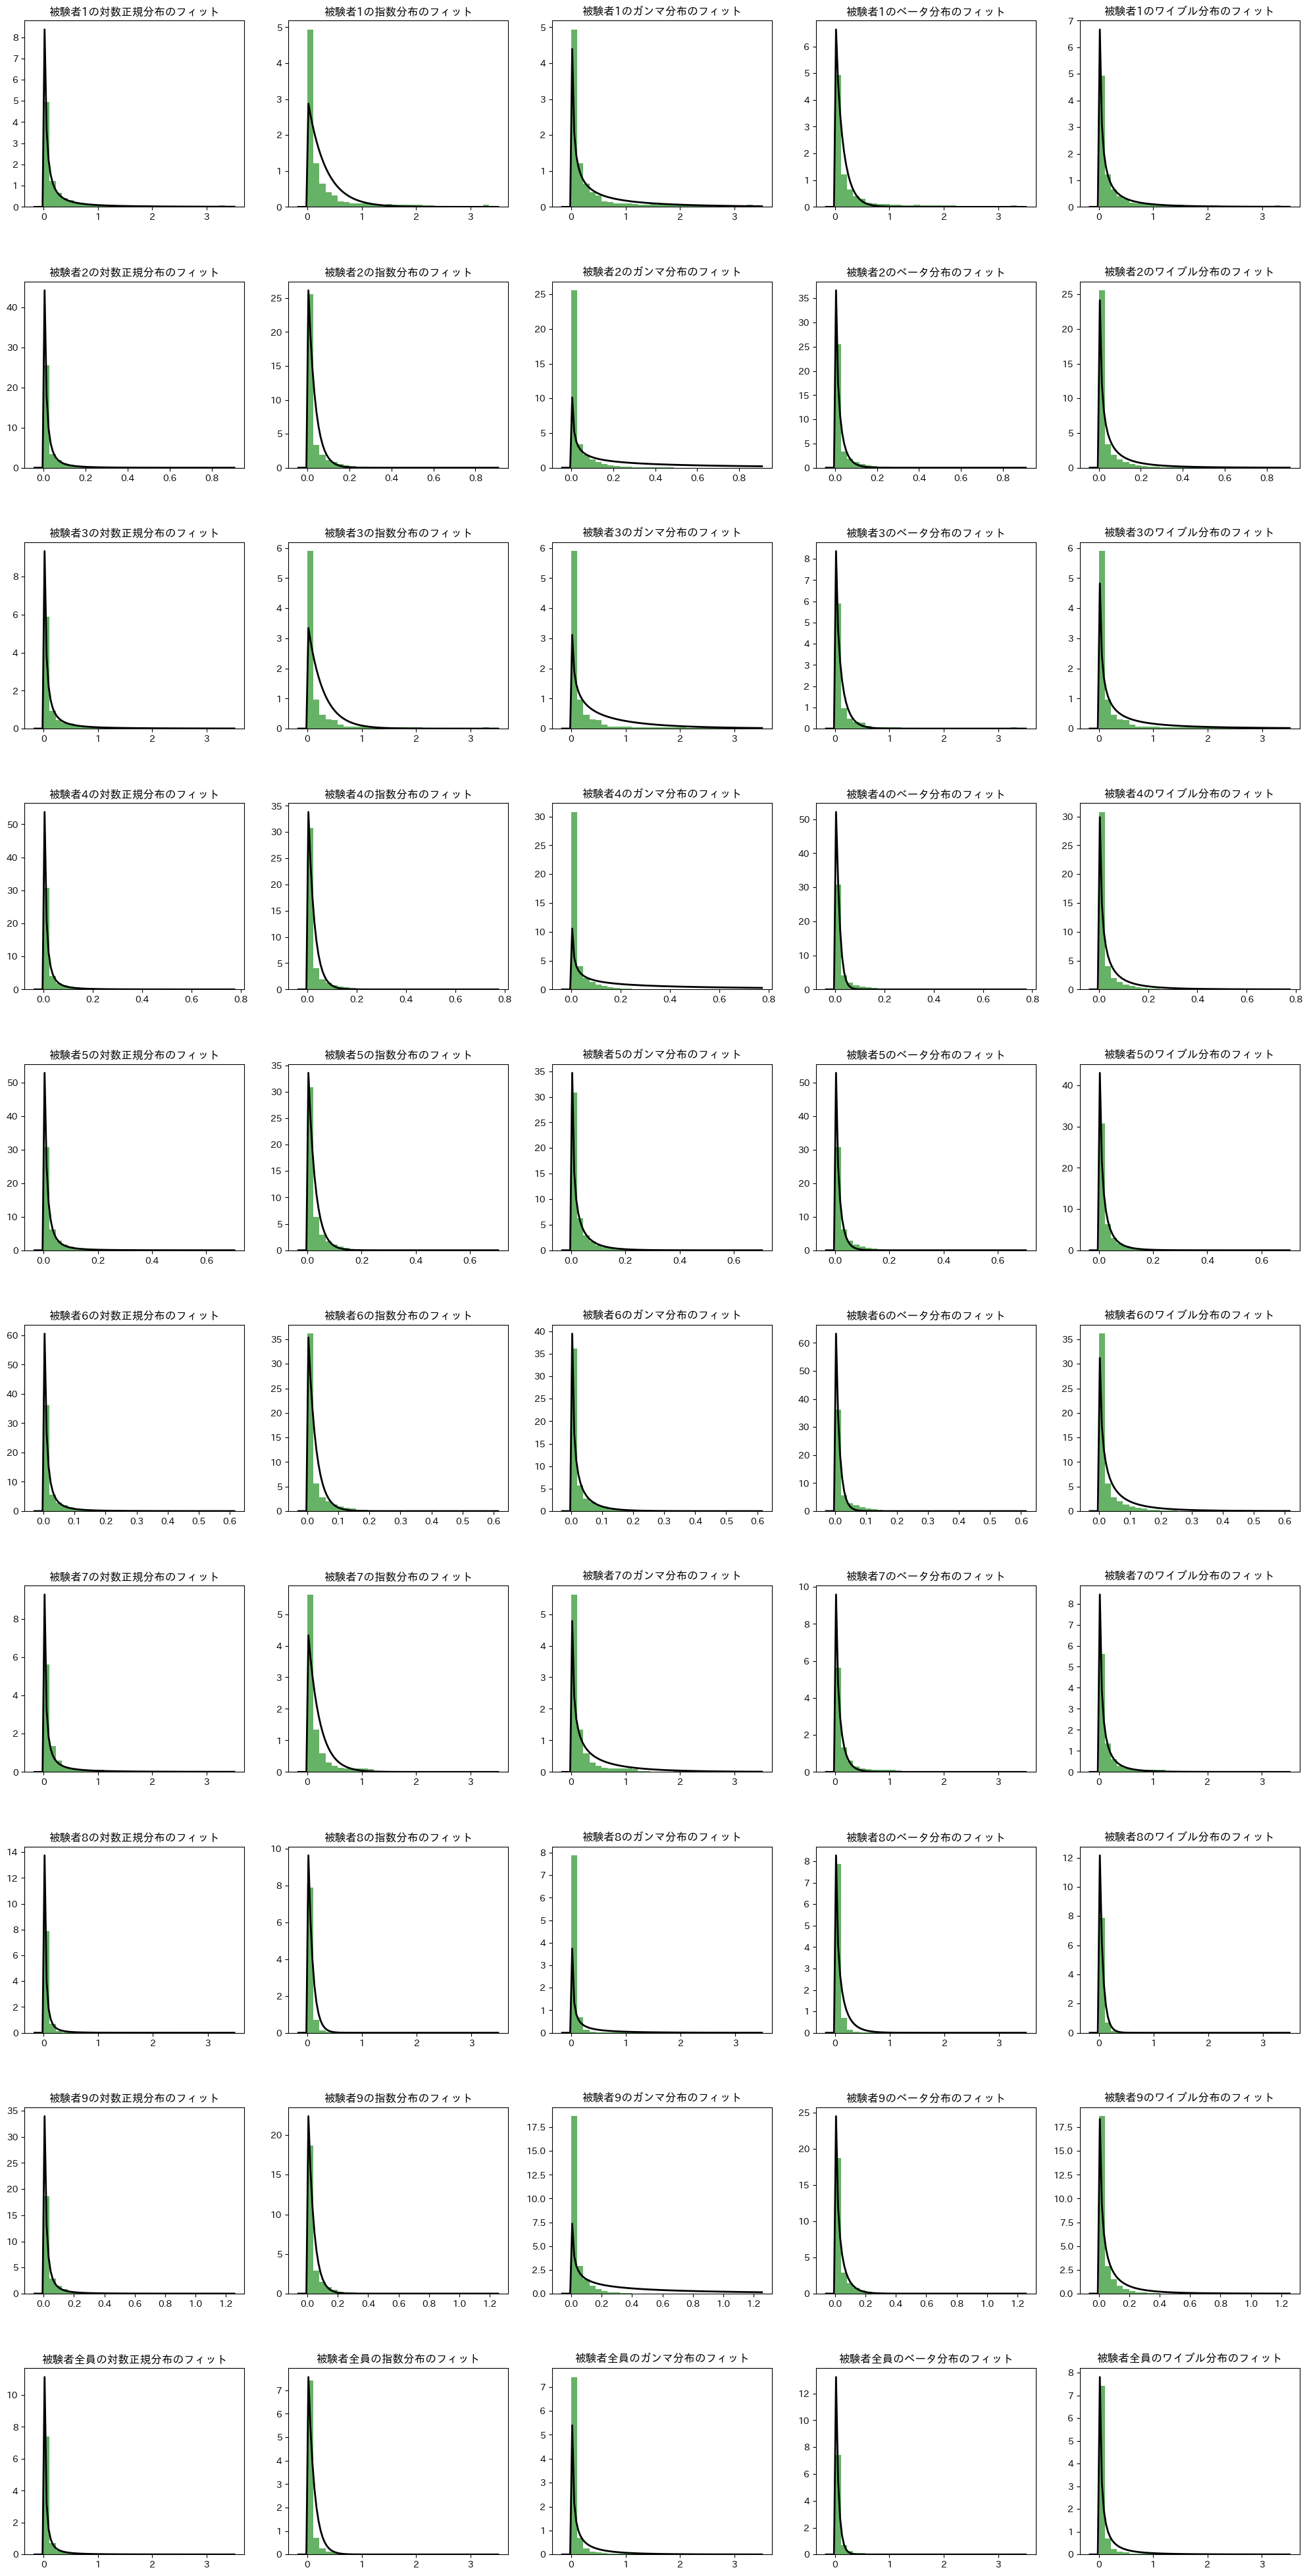 被験者1の対数正規分布のフィット
8 7 6 5 4 3 2 1 0
0 1 2 3
被験者1の指数分布のフィット
5 4 3 2 1 0
0 1 2 3
被験者1のガンマ分布のフィット
5 4 3 2 1 0
0 1 2 3
被験者1のベータ分布のフィット
6 5 4 3 2 1 0
0 1 2 3
被験者1のワイブル分布のフィット
7 6 5 4 3 2 1 0
0 1 2 3
被験者2の対数正規分布のフィット
40 30 20 10 0
0 0.2 0.4 0.6 0.8
被験者2の指数分布のフィット
25 20 15 10 5 0
0 0.2 0.4 0.6 0.8
被験者2のガンマ分布のフィット
25 20 15 10 5 0
0 0.2 0.4 0.6 0.8
被験者2のベータ分布のフィット
35 30 25 20 15 10 5 0
0 0.2 0.4 0.6 0.8
被験者2のワイブル分布のフィット
25 20 15 10 5 0
0 0.2 0.4 0.6 0.8
被験者3の対数正規分布のフィット
8 6 4 2 0
0 1 2 3
被験者3の指数分布のフィット
6 5 4 3 2 1 0
0 1 2 3
被験者3のガンマ分布のフィット
6 5 4 3 2 1 0
0 1 2 3
被験者3のベータ分布のフィット
8 7 6 5 4 3 2 1 0
0 1 2 3
被験者3のワイブル分布のフィット
6 5 4 3 2 1 0
0 1 2 3
被験者4の対数正規分布のフィット
50 40 30 20 10 0
0.0 0.2 0.4 0.6 0.8
被験者4の指数分布のフィット
35 30 25 20 15 10 5 0
0.0 0.2 0.4 0.6 0.8
被験者4のガンマ分布のフィット
30 25 20 15 10 5 0
0.0 0.2 0.4 0.6 0.8
被験者4のベータ分布のフィット
50 40 30 20 10 0
0.0 0.2 0.4 0.6 0.8
被験者4のワイブル分布のフィット
30 25 20 15 10 5 0
0.0 0.2 0.4 0.6 0.8
被験者5の対数正規分布のフィット
50 40 30 20 10 0
0.0 0.2 0.4 0.6
被験者5の指数分布のフィット
35 30 25 20 15 10 5 0
0.0 0.2 0.4 0.6
被験者5のガンマ分布のフィット
35 30 25 20 15 10 5 0
0.0 0.2 0.4 0.6
被験者5のベータ分布のフィット
50 40 30 20 10 0
0.0 0.2 0.4 0.6
被験者5のワイブル分布のフィット
40 30 20 10 0
0.0 0.2 0.4 0.6
被験者6の対数正規分布のフィット
60 50 40 30 20 10 0
0.0 0.1 0.2 0.3 0.4 0.5 0.6
被験者6の指数分布のフィット
35 30 25 20 15 10 5 0
0.0 0.1 0.2 0.3 0.4 0.5 0.6
被験者6のガンマ分布のフィット
40 35 30 25 20 15 10 5 0
0.0 0.1 0.2 0.3 0.4 0.5 0.6
被験者6のベータ分布のフィット
60 50 40 30 20 10 0
0.0 0.1 0.2 0.3 0.4 0.5 0.6
被験者6のワイブル分布のフィット
35 30 25 20 15 10 5 0
0.0 0.1 0.2 0.3 0.4 0.5 0.6
被験者7の対数正規分布のフィット
8 6 4 2 0
0 1 2 3
被験者7の指数分布のフィット
5 4 3 2 1 0
0 1 2 3
被験者7のガンマ分布のフィット
5 4 3 2 1 0
0 1 2 3
被験者7のベータ分布のフィット
10 8 6 4 2 0
0 1 2 3
被験者7のワイブル分布のフィット
8 7 6 5 4 3 2 1 0
0 1 2 3
被験者8の対数正規分布のフィット
14 12 10 8 6 4 2 0
0 1 2 3
被験者8の指数分布のフィット
10 8 6 4 2 0
0 1 2 3
被験者8のガンマ分布のフィット
8 7 6 5 4 3 2 1 0
0 1 2 3
被験者8のベータ分布のフィット
8 7 6 5 4 3 2 1 0
0 1 2 3
被験者8のワイブル分布のフィット
12 10 8 6 4 2 0
0 1 2 3
被験者9の対数正規分布のフィット
35 30 25 20 15 10 5 0
0.0 0.2 0.4 0.6 0.8 1.0 1.2
被験者9の指数分布のフィット
20 15 10 5 0
0.0 0.2 0.4 0.6 0.8 1.0 1.2
被験者9のガンマ分布のフィット
17.5 15.0 12.5 10.0 7.5 5.0 2.5 0.0
0.0 0.2 0.4 0.6 0.8 1.0 1.2
被験者9のベータ分布のフィット
25 20 15 10 5 0
0.0 0.2 0.4 0.6 0.8 1.0 1.2
被験者9のワイブル分布のフィット
17.5 15.0 12.5 10.0 7.5 5.0 2.5 0.0
0.0 0.2 0.4 0.6 0.8 1.0 1.2
被験者全員の対数正規分布のフィット
10 8 6 4 2 0
0 1 2 3
被験者全員の指数分布のフィット
7 6 5 4 3 2 1 0
0 1 2 3
被験者全員のガンマ分布のフィット
7 6 5 4 3 2 1 0
0 1 2 3
被験者全員のベータ分布のフィット
12 10 8 6 4 2 0
0 1 2 3
被験者全員のワイブル分布のフィット
8 7 6 5 4 3 2 1 0
0 1 2 3